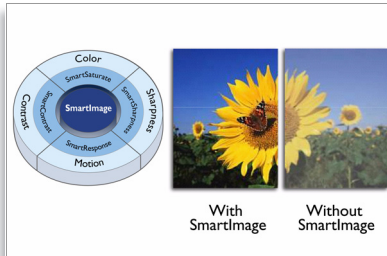 Color
SmartSaturate
Contrast
SmartContrast
SmartImage
SmartSharpness
Sharpness
SmartResponse
Motion
With
SmartImage
Without
SmartImage